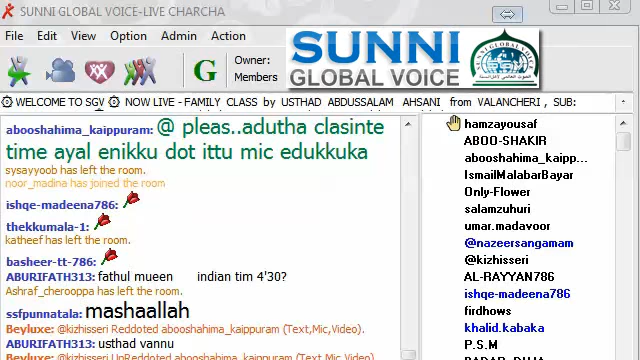 SUNNI GLOBAL VOICE-LIVE CHARCHA
File Edit View Option Admin Action
SUNNI
GLOBAL VOICE
G
Owner:
Members
WELCOME TO SGV NOW LIVE - FAMILY CLASS by USTHAD ABDUSSALAM AHSANI from VALANCHERI , SUB:
abooshahima_kaippuram: @ pleas..adutha clasinte
time ayal enikku dot ittu mic edukkuka
sysayyoob has left the room.
noor_madina has joined the room
ishqe-madeena786:
thekkumala-1:
katheef has left the room.
basheer-tt-786:
ABURIFATH313: fathul mueen indian tim 4'30?
Ashraf_cherooppa has left the room.
ssfpunnatala: mashaallah
Beyluxe: @kizhisseri Reddoted abooshahima_kaippuram (Text,Mic,Video).
ABURIFATH313: usthad vannu
Beyluxe: @kizhisseri UnReddoted abooshahima_kaippuram (Text,Mic,Video).
hamzayousaf
ABOO-SHAKIR
abooshahima_kaipp...
IsmailMalabarBayar
Only-Flower
salamzuhuri
umar.madavoor
@nazeersangamam
@kizhisseri
AL-RAYYAN786
ishqe-madeena786
firdhows
khalid.kabaka
P.S.M